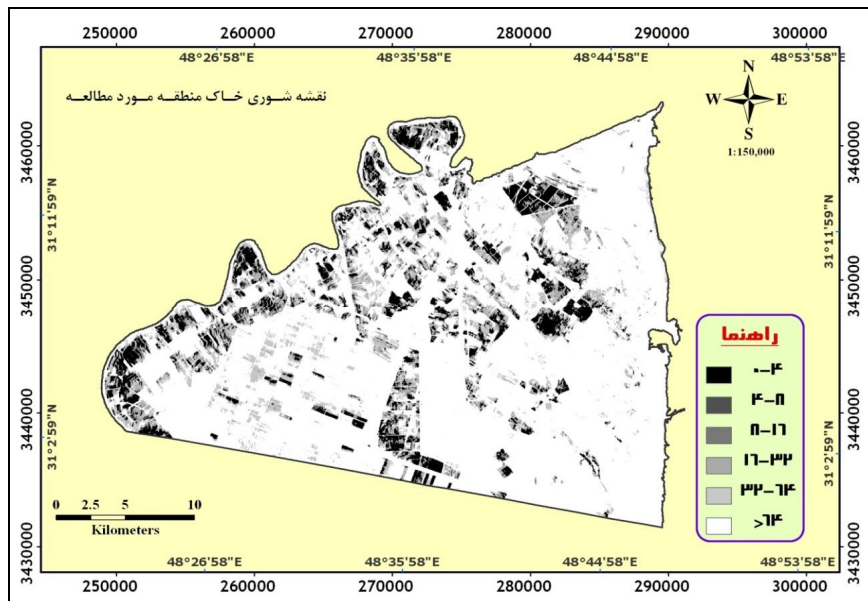 250000 260000 270000 280000 290000 300000
48°26'58"E 48°35'58"E 48°44'58"E 48°53'58"E
نقشه شوری خاک منطقه مورد مطالعه
N
W E
S
1:150,000
3460000 3460000
31°11'59"N 31°11'59"N
3450000 3450000
راهنما
۰-۴
۴-۸
۸-۱۶
۱۶-۳۲
۳۲-۶۴
>۶۴
3440000 3440000
31°2'59"N 31°2'59"N
0 2.5 5 10
Kilometers
3430000 3430000
48°26'58"E 48°35'58"E 48°44'58"E 48°53'58"E
250000 260000 270000 280000 290000 300000